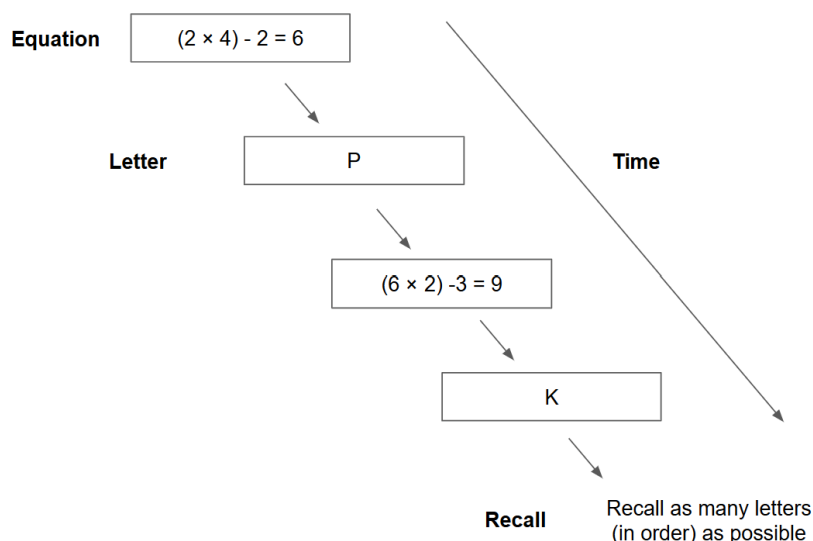 Equation
(2 × 4) - 2 = 6
Letter
P
Time
(6 × 2) -3 = 9
K
Recall
Recall as many letters
(in order) as possible